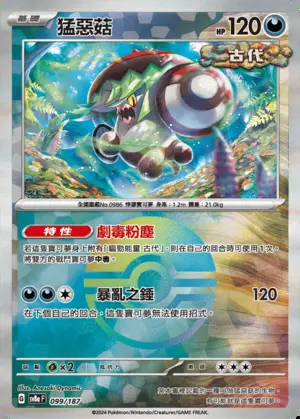 基礎 猛惡菇 HP 120
古代
全國圖鑑No.0986 悖謬寶可夢 身高:1.2m 體重:21.0kg
特性 劇毒粉塵
若這隻寶可夢身上附有「驅勁能量 古代」,則在自己的回合時可使用1次。
將雙方的戰鬥寶可夢中毒。
暴亂之錘 120
在下個自己的回合,這隻寶可夢無法使用招式。
弱點 ×2 抵抗力 撤退
Illus. Anesaki Dynamic
G sv8a F 099/187
©2024 Pokémon/Nintendo/Creatures/GAME FREAK.